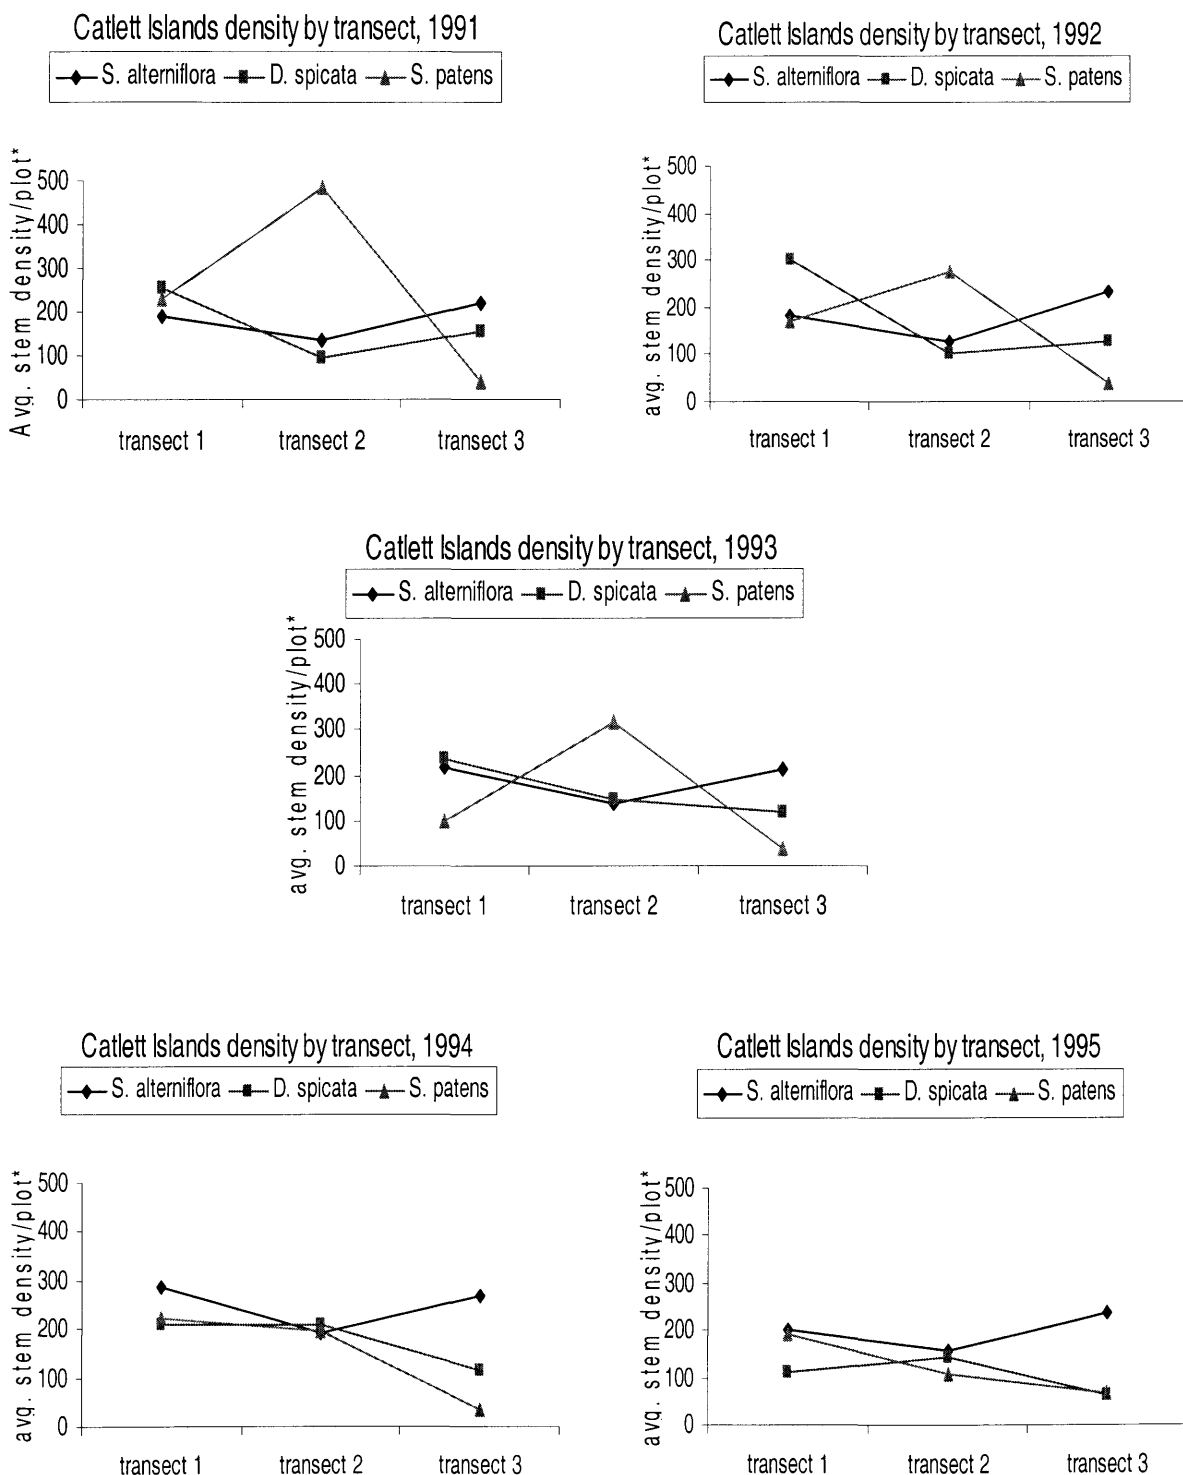 Catlett Islands density by transect, 1991
S. alterniflora D. spicata S. patens
Avg. stem density/plot*
500
400
300
200
100
0
transect 1 transect 2 transect 3
Catlett Islands density by transect, 1992
S. alterniflora D. spicata S. patens
avg. stem density/plot*
500
400
300
200
100
0
transect 1 transect 2 transect 3
Catlett Islands density by transect, 1993
S. alterniflora D. spicata S. patens
avg. stem density/plot*
500
400
300
200
100
0
transect 1 transect 2 transect 3
Catlett Islands density by transect, 1994
S. alterniflora D. spicata S. patens
avg. stem density/plot*
500
400
300
200
100
0
transect 1 transect 2 transect 3
Catlett Islands density by transect, 1995
S. alterniflora D. spicata S. patens
avg. stem density/plot*
500
400
300
200
100
0
transect 1 transect 2 transect 3